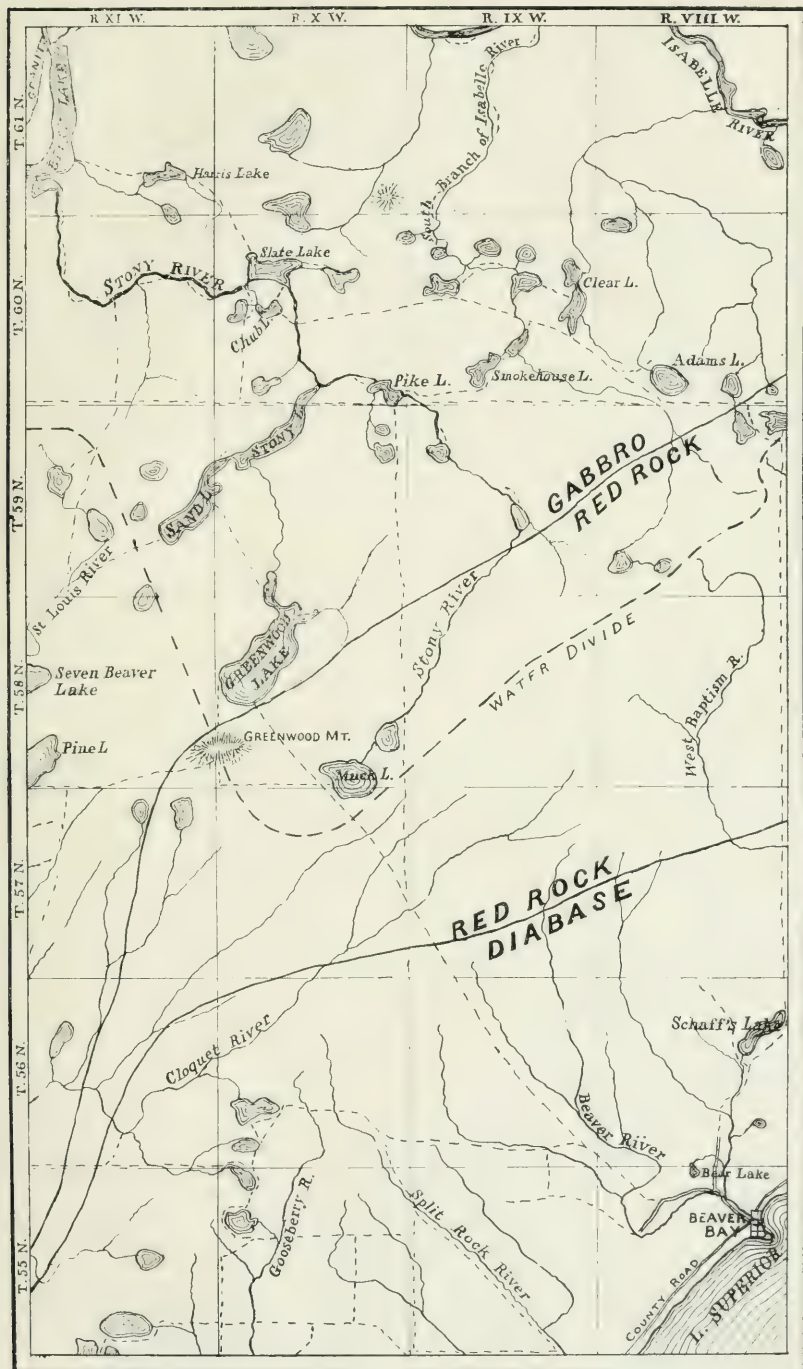 R XI W.
R. X W.
R. IX W.
R. VIII W.
T. 61 N.
GRANITE
LAKE
Harris Lake
South Branch of Isabelle River
ISABELLE
RIVER
T. 60 N.
STONY RIVER
Slate Lake
Chub L.
Clear L.
Pike L.
Smokehouse L.
Adams L.
STONY L.
SAND L.
T. 59 N.
GABBRO
RED ROCK
St Louis River
Stony River
GREENWOOD
LAKE
WATER DIVIDE
West Baptism R.
T. 58 N.
Seven Beaver
Lake
Pine L
GREENWOOD MT.
Muck L.
T. 57 N.
RED ROCK
DIABASE
Schaff's Lake
T. 56 N.
Cloquet River
Beaver River
Bear Lake
Gooseberry R.
Split Rock River
BEAVER
BAY
T. 55 N.
COUNTY ROAD
L. SUPERIOR